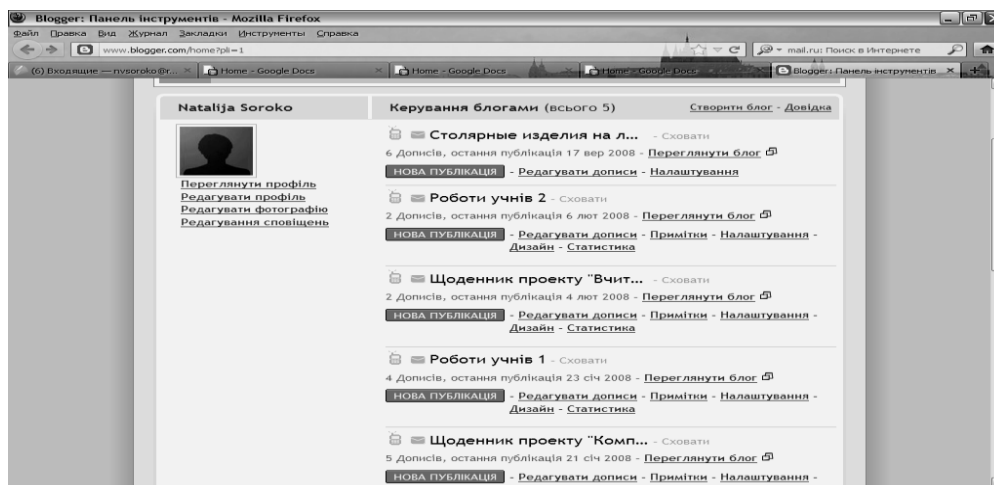 Blogger: Панель інструментів - Mozilla Firefox
Файл Правка Вид Журнал Закладки Инструменты Справка
www.blogger.com/home?pli=1
mail.ru: Поиск в Интернете
(6) Входящие — nvsoroko@r... Home - Google Docs Home - Google Docs Home - Google Docs Blogger: Панель інструментів
Natalija Soroko
Переглянути профіль
Редагувати профіль
Редагувати фотографію
Редагування сповіщень
Керування блогами (всього 5) Створити блог - Довідка
Столярные изделия на л... - Сховати
6 Дописів, остання публікація 17 вер 2008 - Переглянути блог
НОВА ПУБЛІКАЦІЯ - Редагувати дописи - Налаштування
Роботи учнів 2 - Сховати
2 Дописів, остання публікація 6 лют 2008 - Переглянути блог
НОВА ПУБЛІКАЦІЯ - Редагувати дописи - Примітки - Налаштування -
Дизайн - Статистика
Щоденник проекту "Вчит... - Сховати
2 Дописів, остання публікація 4 лют 2008 - Переглянути блог
НОВА ПУБЛІКАЦІЯ - Редагувати дописи - Примітки - Налаштування -
Дизайн - Статистика
Роботи учнів 1 - Сховати
4 Дописів, остання публікація 23 січ 2008 - Переглянути блог
НОВА ПУБЛІКАЦІЯ - Редагувати дописи - Примітки - Налаштування -
Дизайн - Статистика
Щоденник проекту "Комп... - Сховати
5 Дописів, остання публікація 21 січ 2008 - Переглянути блог
НОВА ПУБЛІКАЦІЯ - Редагувати дописи - Примітки - Налаштування -